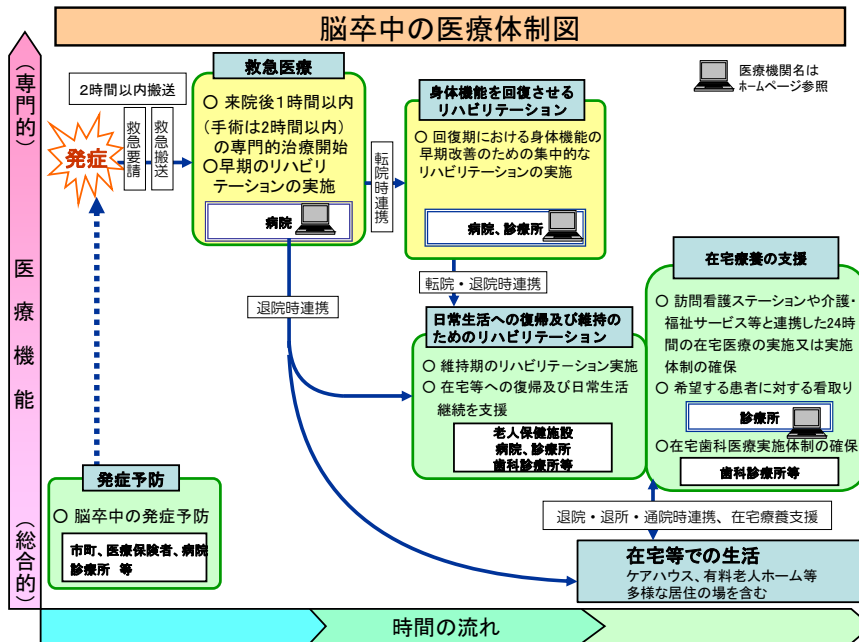 脳卒中の医療体制図
(専門的)
医療機能
(総合的)
医療機関名は
ホームページ参照
2時間以内搬送
発症
救急要請
救急搬送
救急医療
○ 来院後1時間以内
(手術は2時間以内)
の専門的治療開始
○早期のリハビリ
テーションの実施
病院
転院時連携
身体機能を回復させる
リハビリテーション
○ 回復期における身体機能の
早期改善のための集中的な
リハビリテーションの実施
病院、診療所
転院・退院時連携
退院時連携
日常生活への復帰及び維持の
ためのリハビリテーション
○ 維持期のリハビリテーション実施
○ 在宅等への復帰及び日常生活
継続を支援
老人保健施設
病院、診療所
歯科診療所等
在宅療養の支援
○ 訪問看護ステーションや介護・
福祉サービス等と連携した24時
間の在宅医療の実施又は実施
体制の確保
○ 希望する患者に対する看取り
診療所
○在宅歯科医療実施体制の確保
歯科診療所等
発症予防
○ 脳卒中の発症予防
市町、医療保険者、病院
診療所 等
退院・退所・通院時連携、在宅療養支援
在宅等での生活
ケアハウス、有料老人ホーム等
多様な居住の場を含む
時間の流れ